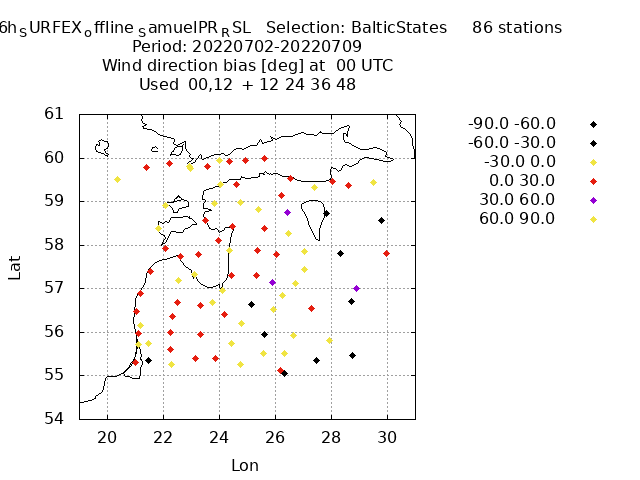 6h_SURFEX_offline_SamuelPR_RSL Selection: BalticStates 86 stations
Period: 20220702-20220709
Wind direction bias [deg] at 00 UTC
Used 00,12 + 12 24 36 48
61
60
59
58
57
56
55
54
Lat
20 22 24 26 28 30
Lon
-90.0 -60.0
-60.0 -30.0
-30.0 0.0
0.0 30.0
30.0 60.0
60.0 90.0